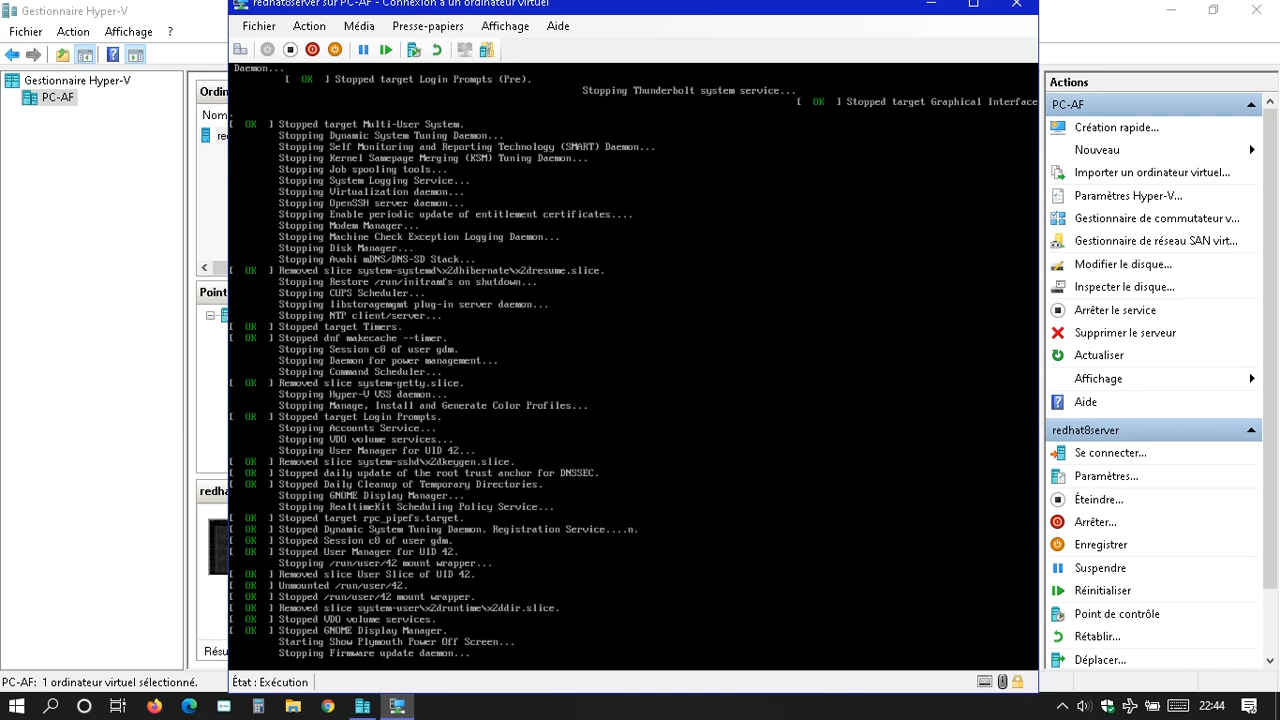 Gestionnaire Hyper-V
redhat8server sur PC-AF - Connexion à un ordinateur virtuel
Fichier Action Affichage ?
Fichier Action Média Presse-papiers Affichage Aide
Gestionnaire Hyper-V
PC-AF
Ordin
Nom
Point
redha
Résu
Daemon...
[ OK ] Stopped target Login Prompts (Pre).
Stopping Thunderbolt system service...
[ OK ] Stopped target Graphical Interface
.
[ OK ] Stopped target Multi-User System.
Stopping Dynamic System Tuning Daemon...
Stopping Self Monitoring and Reporting Technology (SMART) Daemon...
Stopping Kernel Samepage Merging (KSM) Tuning Daemon...
Stopping Job spooling tools...
Stopping System Logging Service...
Stopping Virtualization daemon...
Stopping OpenSSH server daemon...
Stopping Enable periodic update of entitlement certificates....
Stopping Modem Manager...
Stopping Machine Check Exception Logging Daemon...
Stopping Disk Manager...
Stopping Avahi mDNS/DNS-SD Stack...
[ OK ] Removed slice system-systemd\x2dhibernate\x2dresume.slice.
Stopping Restore /run/initramfs on shutdown...
Stopping CUPS Scheduler...
Stopping libstoragemgmt plug-in server daemon...
Stopping NTP client/server...
[ OK ] Stopped target Timers.
[ OK ] Stopped dnf makecache --timer.
Stopping Session c8 of user gdm.
Stopping Daemon for power management...
Stopping Command Scheduler...
[ OK ] Removed slice system-getty.slice.
Stopping Hyper-V VSS daemon...
Stopping Manage, Install and Generate Color Profiles...
[ OK ] Stopped target Login Prompts.
Stopping Accounts Service...
Stopping VDO volume services...
Stopping User Manager for UID 42...
[ OK ] Removed slice system-sshd\x2dkeygen.slice.
[ OK ] Stopped daily update of the root trust anchor for DNSSEC.
[ OK ] Stopped Daily Cleanup of Temporary Directories.
Stopping GNOME Display Manager...
Stopping RealtimeKit Scheduling Policy Service...
[ OK ] Stopped target rpc_pipefs.target.
[ OK ] Stopped Dynamic System Tuning Daemon. Registration Service....n.
[ OK ] Stopped Session c8 of user gdm.
[ OK ] Stopped User Manager for UID 42.
Stopping /run/user/42 mount wrapper...
[ OK ] Removed slice User Slice of UID 42.
[ OK ] Unmounted /run/user/42.
[ OK ] Stopped /run/user/42 mount wrapper.
[ OK ] Removed slice system-user\x2druntime\x2ddir.slice.
[ OK ] Stopped VDO volume services.
[ OK ] Stopped GNOME Display Manager.
Starting Show Plymouth Power Off Screen...
Stopping Firmware update daemon...
État : Exécution
Actions
PC-AF
Création rapide...
Nouveau
Importer un ordinateur virtuel...
Paramètres Hyper-V...
Gestionnaire de commutateur v...
Gestionnaire de réseau SAN virt...
Modifier le disque...
Inspecter le disque...
Arrêter le service
Supprimer le serveur
Actualiser
Affichage
Aide
redhat8server
Se connecter...
Paramètres...
Éteindre...
Arrêter...
Enregistrer
Suspendre
Réinitialiser
Point de contrôle
Rétablir...
Déplacer...
PC-AF: 1 ordinateur virtuel sélectionné.
22:44